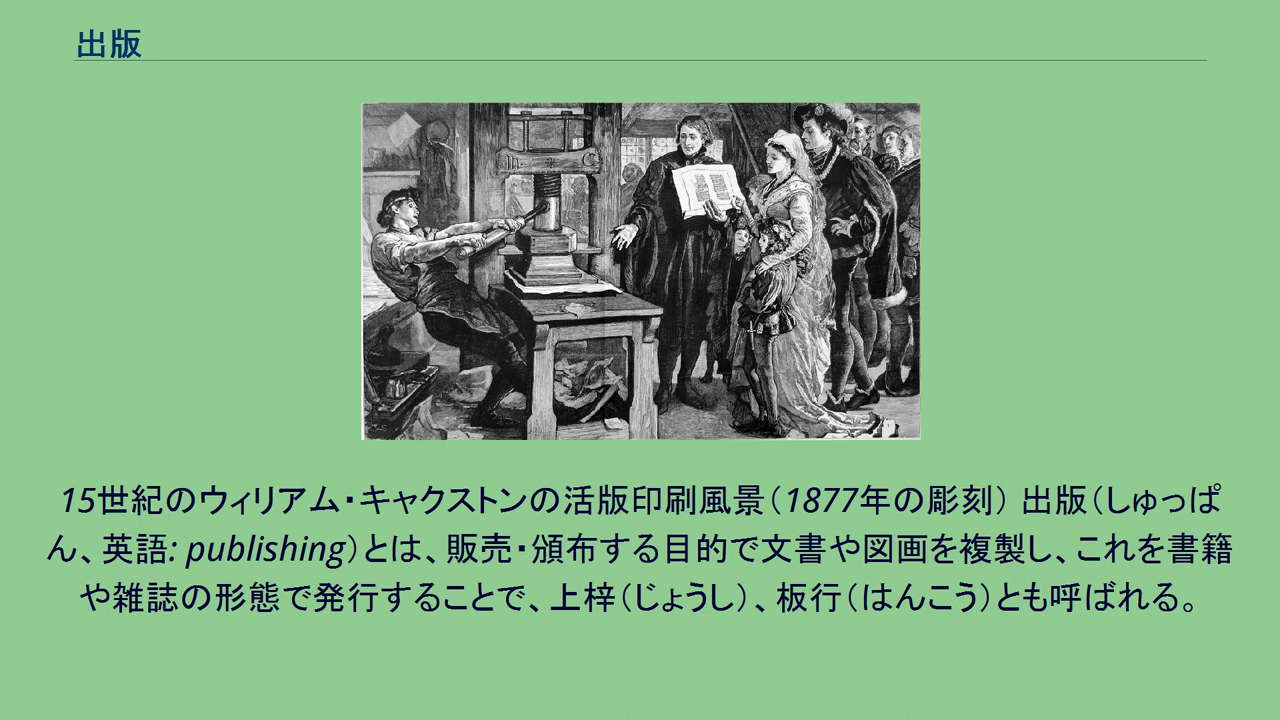 出版
15世紀のウィリアム・キャクストンの活版印刷風景（1877年の彫刻） 出版（しゅっぱ
ん、英語: publishing）とは、販売・頒布する目的で文書や図画を複製し、これを書籍
や雑誌の形態で発行することで、上梓（じょうし）、板行（はんこう）とも呼ばれる。